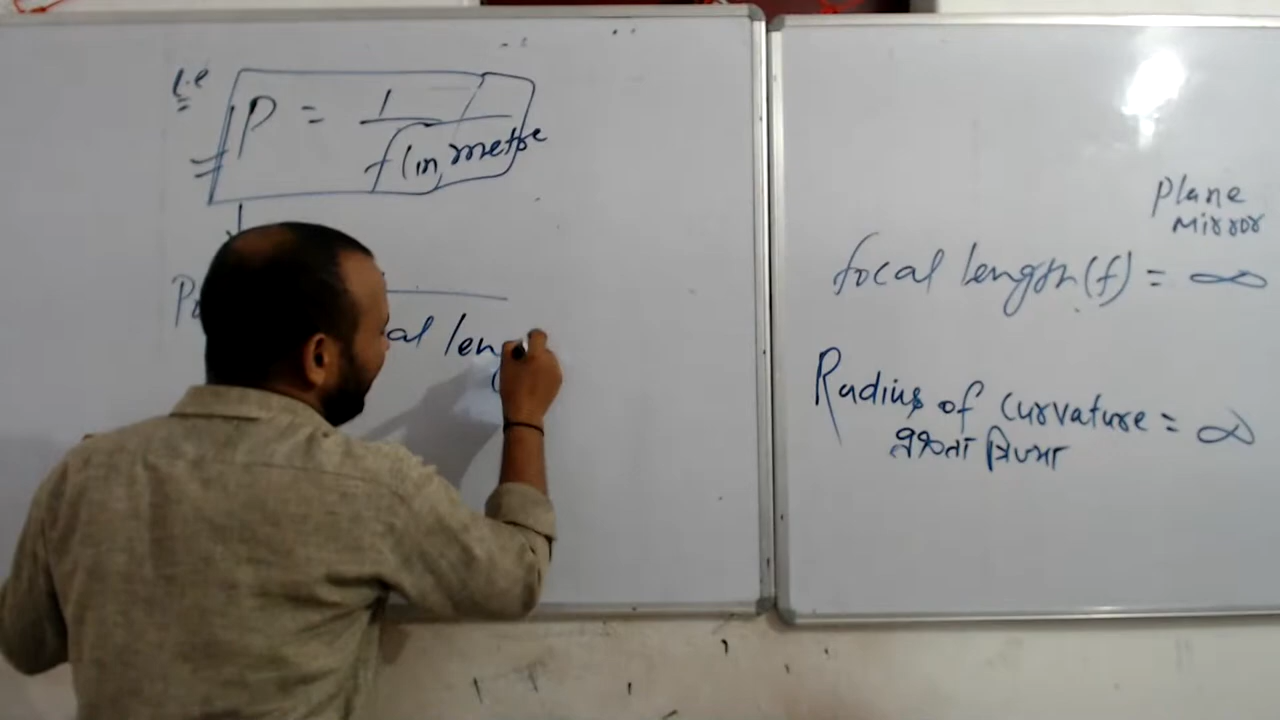 i.e
P = 1
f (in metre
al len
Plane
Mirror
focal length (f) = ∞
Radius of curvature = ∞
वक्रता त्रिज्या